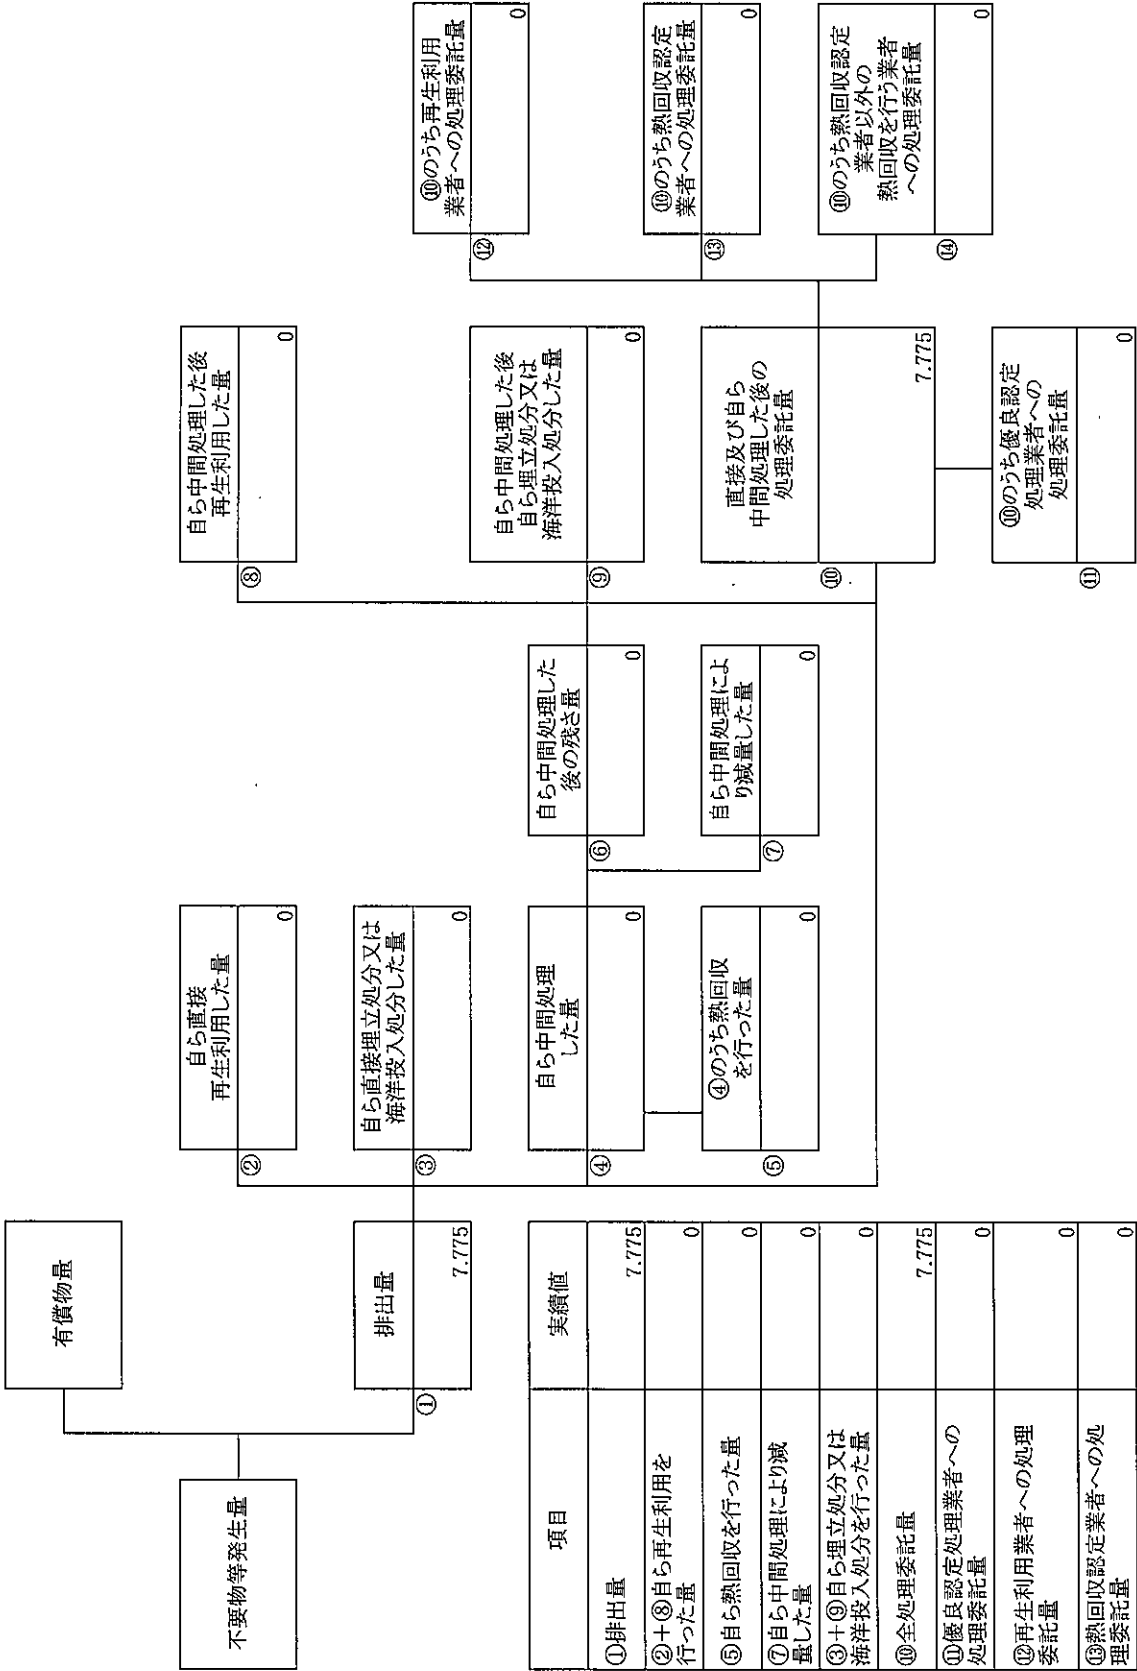 有償物量
不要物等発生量
排出量
①
7.775
自ら直接
再生利用した量
②
0
自ら直接埋立処分又は
海洋投入処分した量
③
0
自ら中間処理
した量
④
0
④のうち熱回収
を行った量
⑤
0
自ら中間処理した
後の残さ量
⑥
0
自ら中間処理によ
り減量した量
⑦
0
自ら中間処理した後
再生利用した量
⑧
0
自ら中間処理した後
自ら埋立処分又は
海洋投入処分した量
⑨
0
直接及び自ら
中間処理した後の
処理委託量
⑩
7.775
⑩のうち優良認定
処理業者への
処理委託量
⑪
0
⑩のうち再生利用
業者への処理委託量
⑫
0
⑩のうち熱回収認定
業者への処理委託量
⑬
0
⑩のうち熱回収認定
業者以外の
熱回収を行う業者
への処理委託量
⑭
0
項目
実績値
①排出量
7.775
②+⑧自ら再生利用を
行った量
0
⑤自ら熱回収を行った量
0
⑦自ら中間処理により減
量した量
0
③+⑨自ら埋立処分又は
海洋投入処分を行った量
0
⑩全処理委託量
7.775
⑪優良認定処理業者への
処理委託量
0
⑫再生利用業者への処理
委託量
0
⑬熱回収認定業者への処
理委託量
0